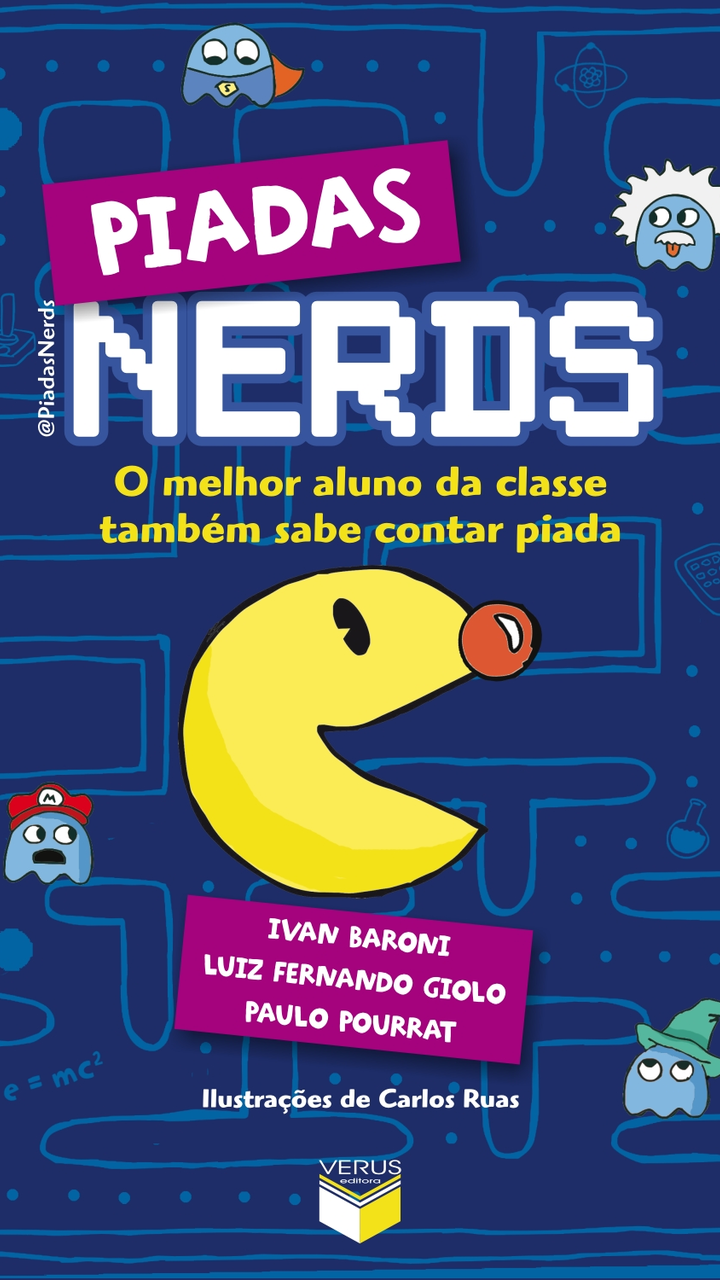 S
PIADAS
@PiadasNerds
NERDS
O melhor aluno da classe
também sabe contar piada
M
IVAN BARONI
LUIZ FERNANDO GIOLO
PAULO POURRAT
e = mc²
Ilustrações de Carlos Ruas
VERUS
editora